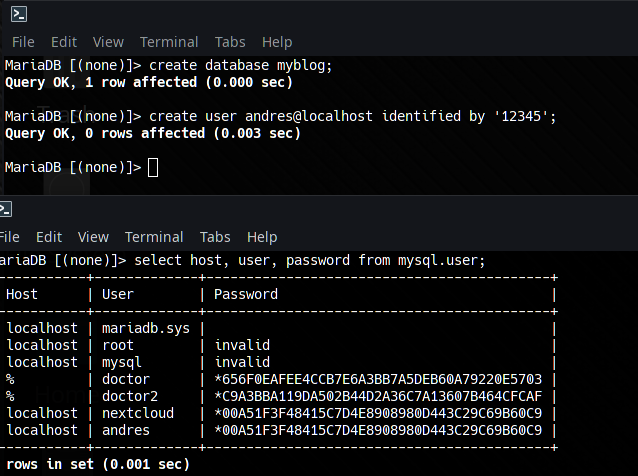 File Edit View Terminal Tabs Help
MariaDB [(none)]> create database myblog;
Query OK, 1 row affected (0.000 sec)
MariaDB [(none)]> create user andres@localhost identified by '12345';
Query OK, 0 rows affected (0.003 sec)
MariaDB [(none)]>
File Edit View Terminal Tabs Help
ariaDB [(none)]> select host, user, password from mysql.user;
-----------+-------------+-------------------------------------------+
Host | User | Password |
-----------+-------------+-------------------------------------------+
localhost | mariadb.sys | |
localhost | root | invalid |
localhost | mysql | invalid |
% | doctor | *656F0EAFEE4CCB7E6A3BB7A5DEB60A79220E5703 |
% | doctor2 | *C9A3BBA119DA502B44D2A36C7A13607B464CFCAF |
localhost | nextcloud | *00A51F3F48415C7D4E8908980D443C29C69B60C9 |
localhost | andres | *00A51F3F48415C7D4E8908980D443C29C69B60C9 |
-----------+-------------+-------------------------------------------+
rows in set (0.001 sec)